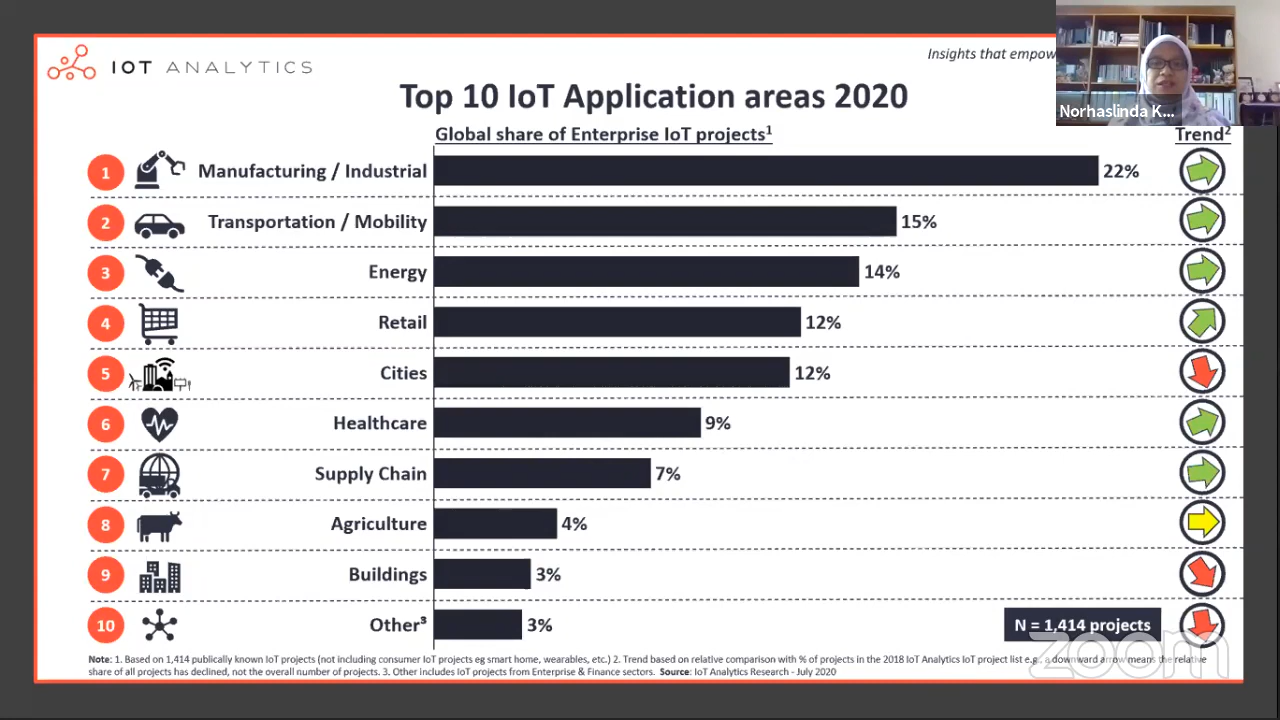 IOT ANALYTICS
Insights that empow
Norhaslinda K...
Top 10 IoT Application areas 2020
Global share of Enterprise IoT projects¹
Trend²
1 Manufacturing / Industrial 22%
2 Transportation / Mobility 15%
3 Energy 14%
4 Retail 12%
5 Cities 12%
6 Healthcare 9%
7 Supply Chain 7%
8 Agriculture 4%
9 Buildings 3%
10 Other³ 3%
N = 1,414 projects
zoom
Note: 1. Based on 1,414 publically known IoT projects (not including consumer IoT projects eg smart home, wearables, etc.) 2. Trend based on relative comparison with % of projects in the 2018 IoT Analytics IoT project list e.g., a downward arrow means the relative
share of all projects has declined, not the overall number of projects. 3. Other includes IoT projects from Enterprise & Finance sectors. Source: IoT Analytics Research - July 2020